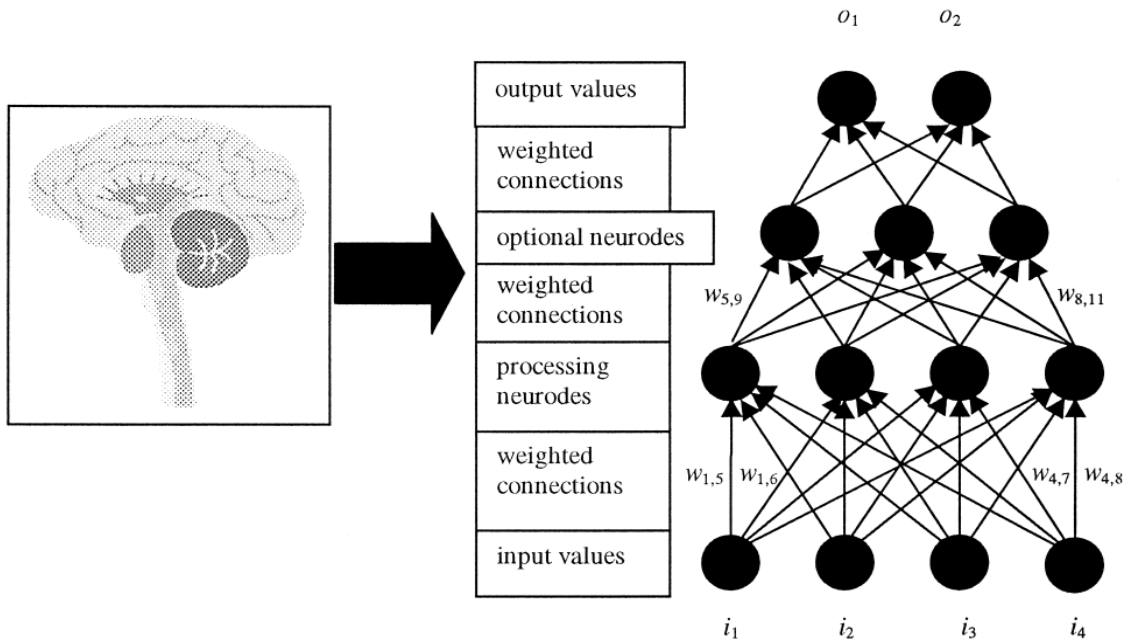 o1 o2
output values
weighted
connections
optional neurodes
weighted
connections
w5,9 w8,11
processing
neurodes
weighted
connections
w1,5 w1,6 w4,7 w4,8
input values
i1 i2 i3 i4